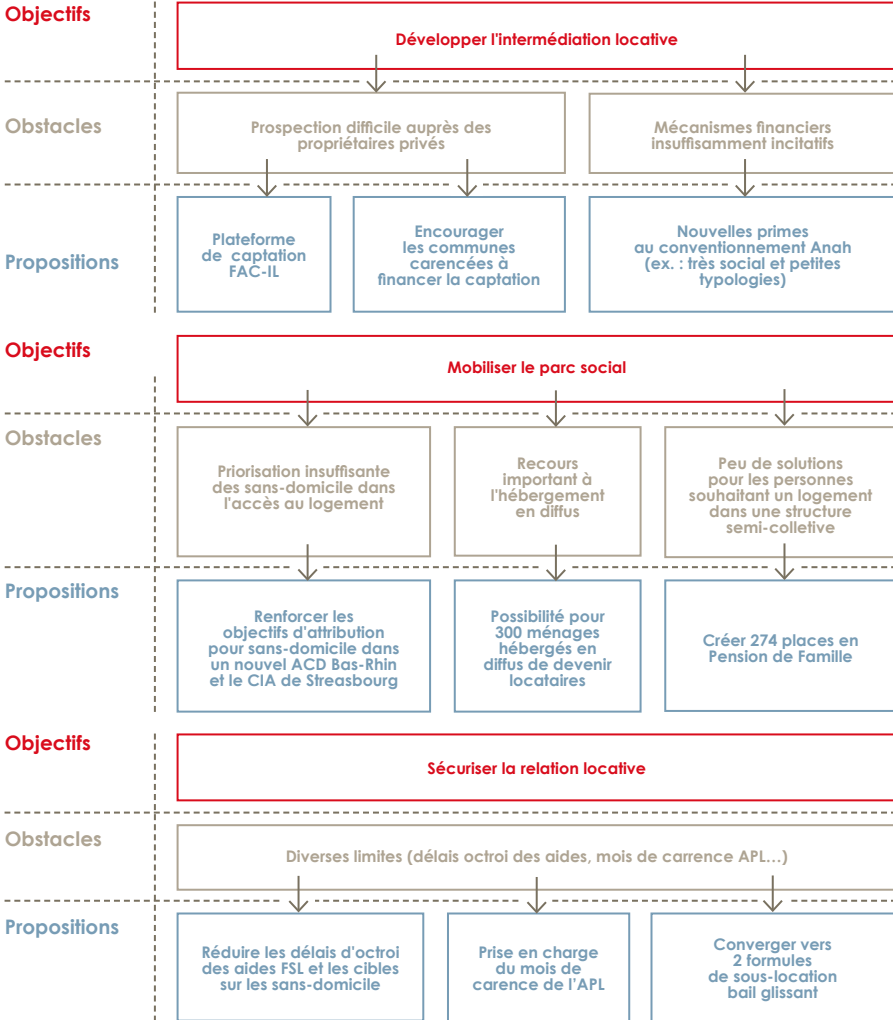 Objectifs
Développer l'intermédiation locative
Obstacles
Prospection difficile auprès des
propriétaires privés
Mécanismes financiers
insuffisamment incitatifs
Propositions
Plateforme
de captation
FAC-IL
Encourager
les communes
carencées à
financer la captation
Nouvelles primes
au conventionnement Anah
(ex. : très social et petites
typologies)
Objectifs
Mobiliser le parc social
Obstacles
Priorisation insuffisante
des sans-domicile dans
l'accès au logement
Recours
important à
l'hébergement
en diffus
Peu de solutions
pour les personnes
souhaitant un logement
dans une structure
semi-colletive
Propositions
Renforcer les
objectifs d'attribution
pour sans-domicile dans
un nouvel ACD Bas-Rhin
et le CIA de Streasbourg
Possibilité pour
300 ménages
hébergés en
diffus de devenir
locataires
Créer 274 places en
Pension de Famille
Objectifs
Sécuriser la relation locative
Obstacles
Diverses limites (délais octroi des aides, mois de carrence APL...)
Propositions
Réduire les délais d'octroi
des aides FSL et les cibles
sur les sans-domicile
Prise en charge
du mois de
carence de l'APL
Converger vers
2 formules
de sous-location
bail glissant